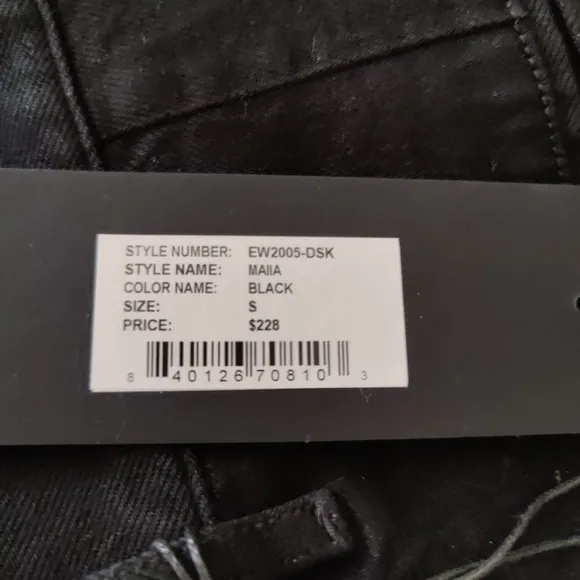 STYLE NUMBER: EW2005-DSK
STYLE NAME: MAIIA
COLOR NAME: BLACK
SIZE: S
PRICE: $228
8 40126 70810 3